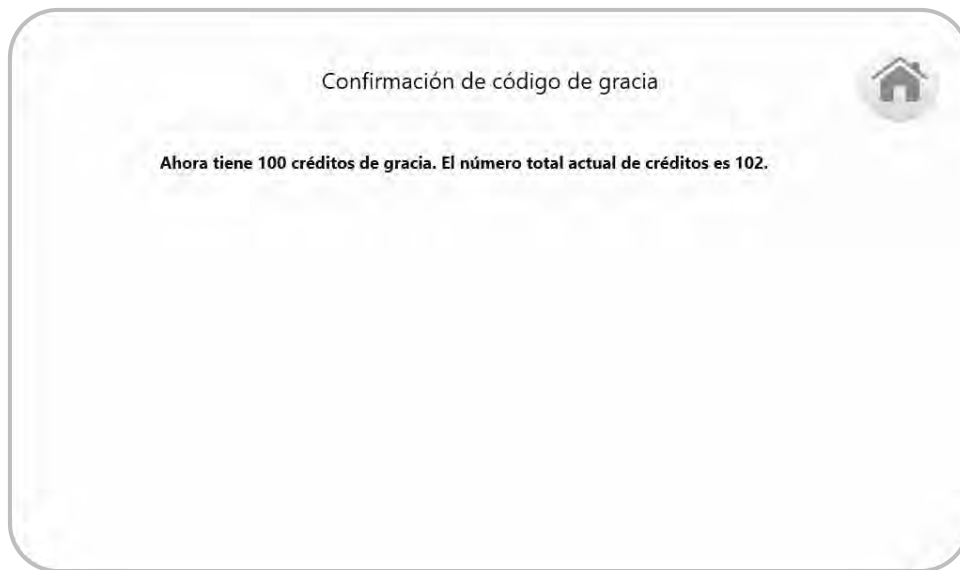 Confirmación de código de gracia
Ahora tiene 100 créditos de gracia. El número total actual de créditos es 102.